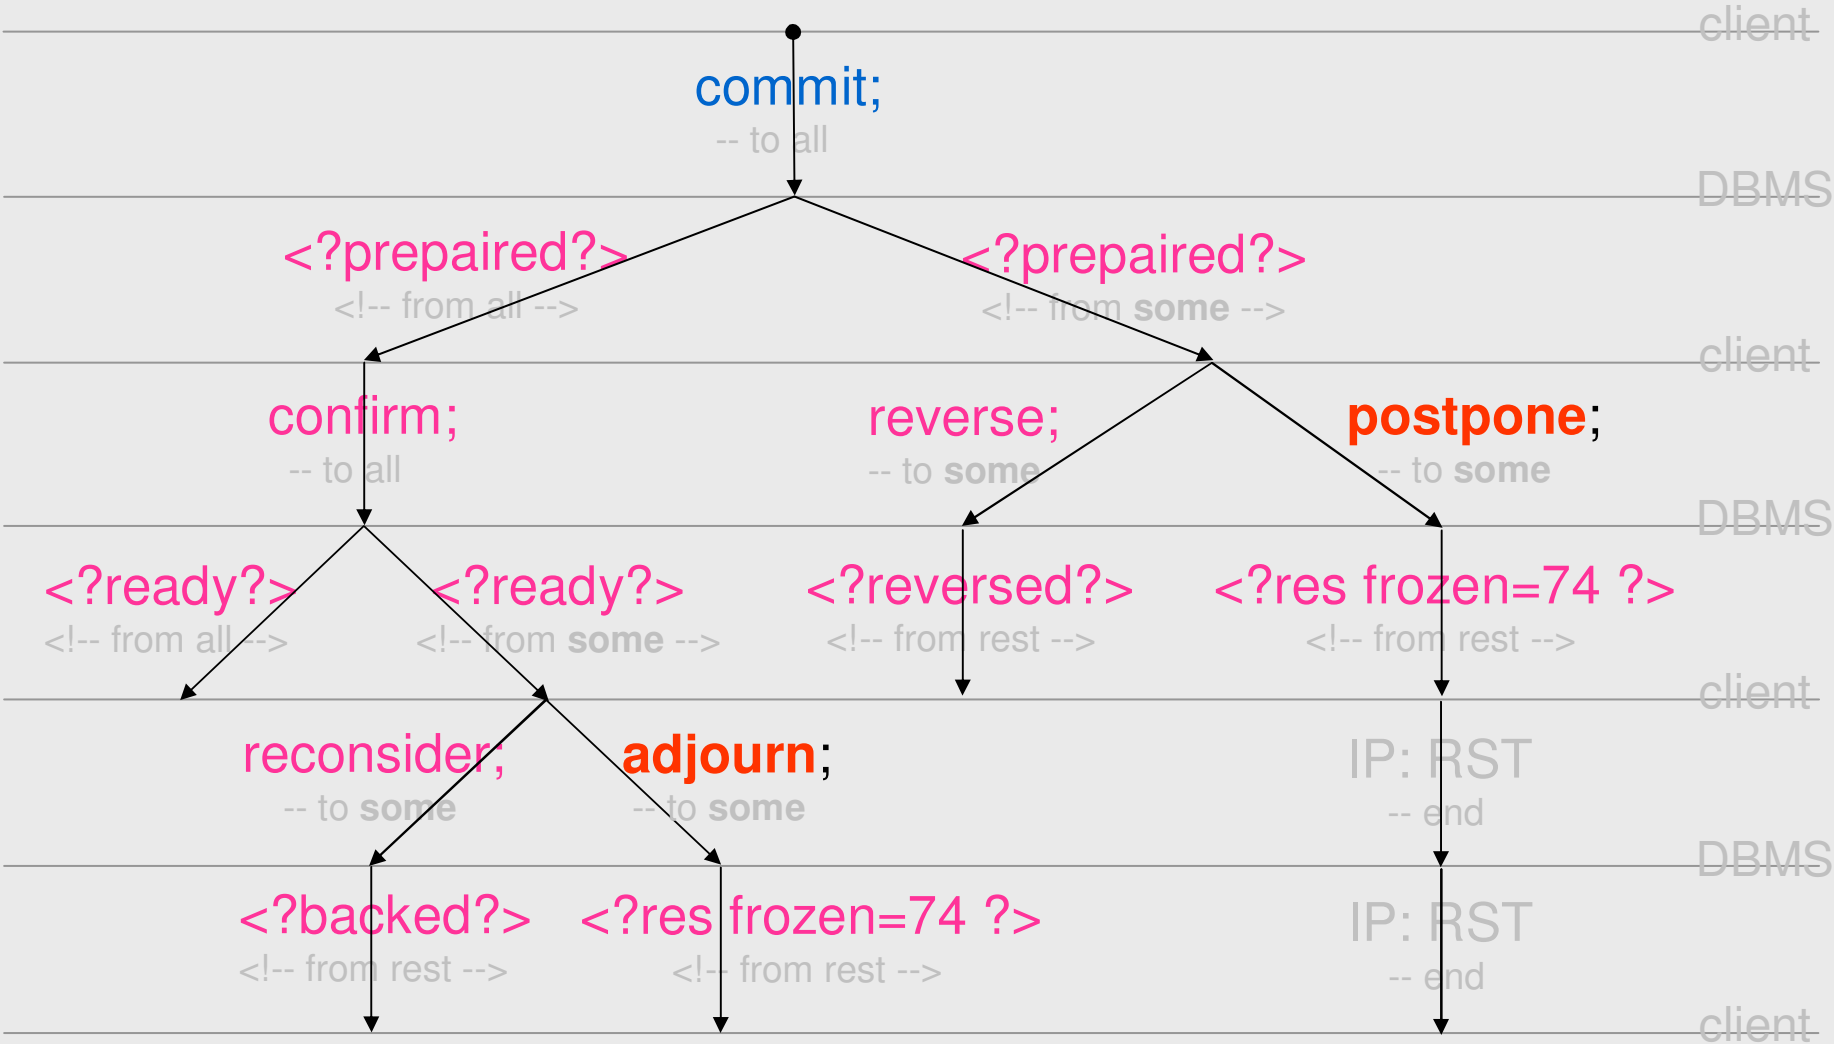 client
commit;
-- to all
DBMS
<?prepaired?> <?prepaired?>
<!-- from all --> <!-- from some -->
client
confirm; reverse; postpone;
-- to all -- to some -- to some
DBMS
<?ready?> <?ready?> <?reversed?> <?res frozen=74 ?>
<!-- from all --> <!-- from some --> <!-- from rest --> <!-- from rest -->
client
reconsider; adjourn; IP: RST
-- to some -- to some -- end
DBMS
<?backed?> <?res frozen=74 ?> IP: RST
<!-- from rest --> <!-- from rest --> -- end
client